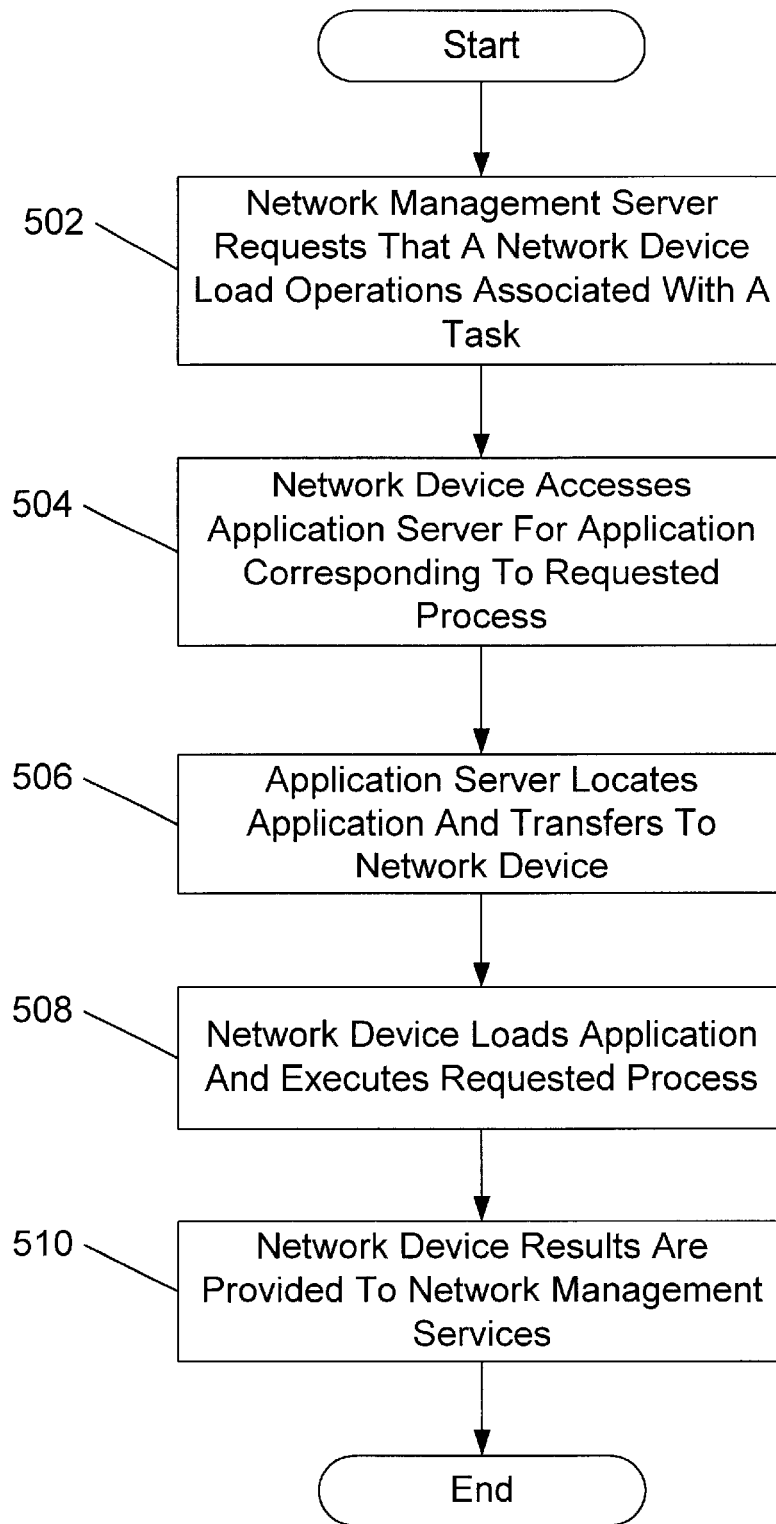 Start
502
Network Management Server
Requests That A Network Device
Load Operations Associated With A
Task
504
Network Device Accesses
Application Server For Application
Corresponding To Requested
Process
506
Application Server Locates
Application And Transfers To
Network Device
508
Network Device Loads Application
And Executes Requested Process
510
Network Device Results Are
Provided To Network Management
Services
End